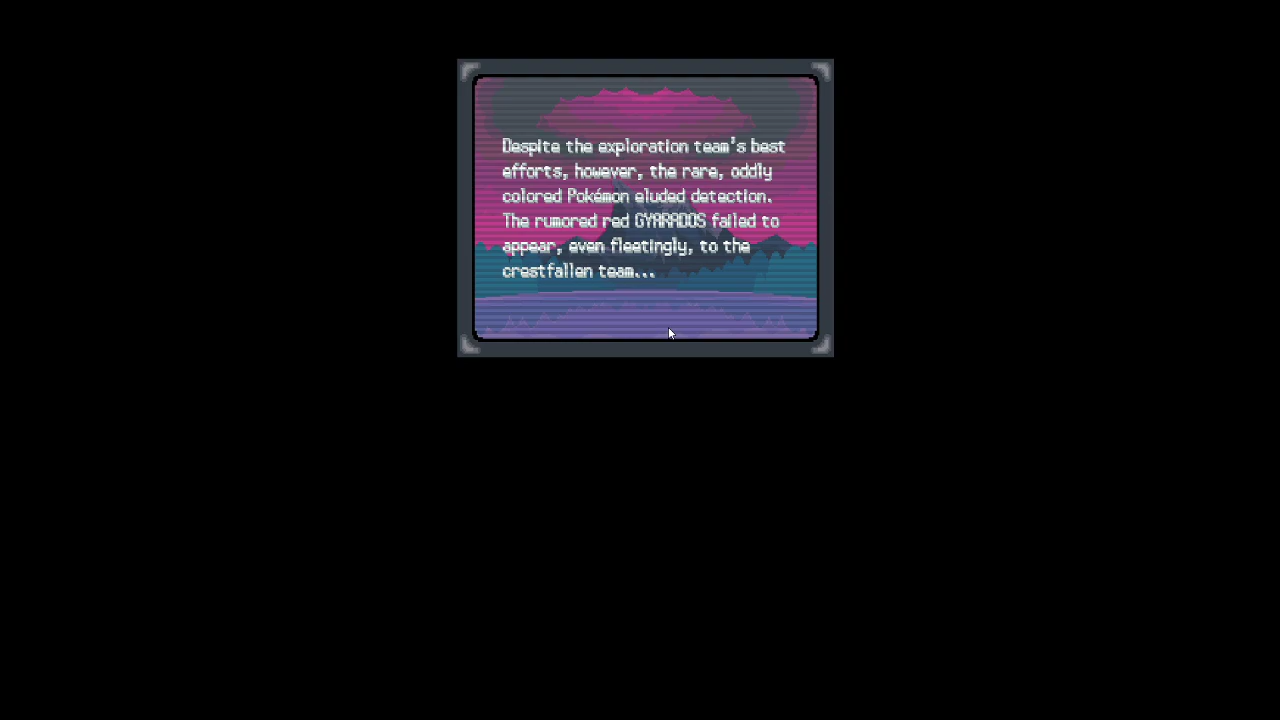 Despite the exploration team's best
efforts, however, the rare, oddly
colored Pokémon eluded detection.
The rumored red GYARADOS failed to
appear, even fleetingly, to the
crestfallen team...